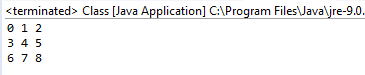 <terminated> Class [Java Application] C:\Program Files\Java\jre-9.0.
0 1 2
3 4 5
6 7 8